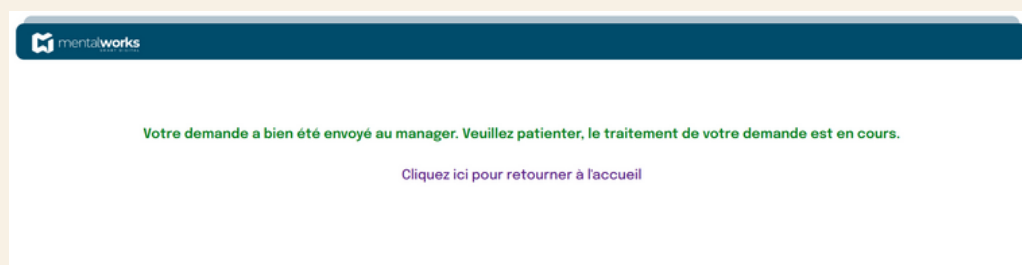 mentalworks
Votre demande a bien été envoyé au manager. Veuillez patienter, le traitement de votre demande est en cours.
Cliquez ici pour retourner à l'accueil